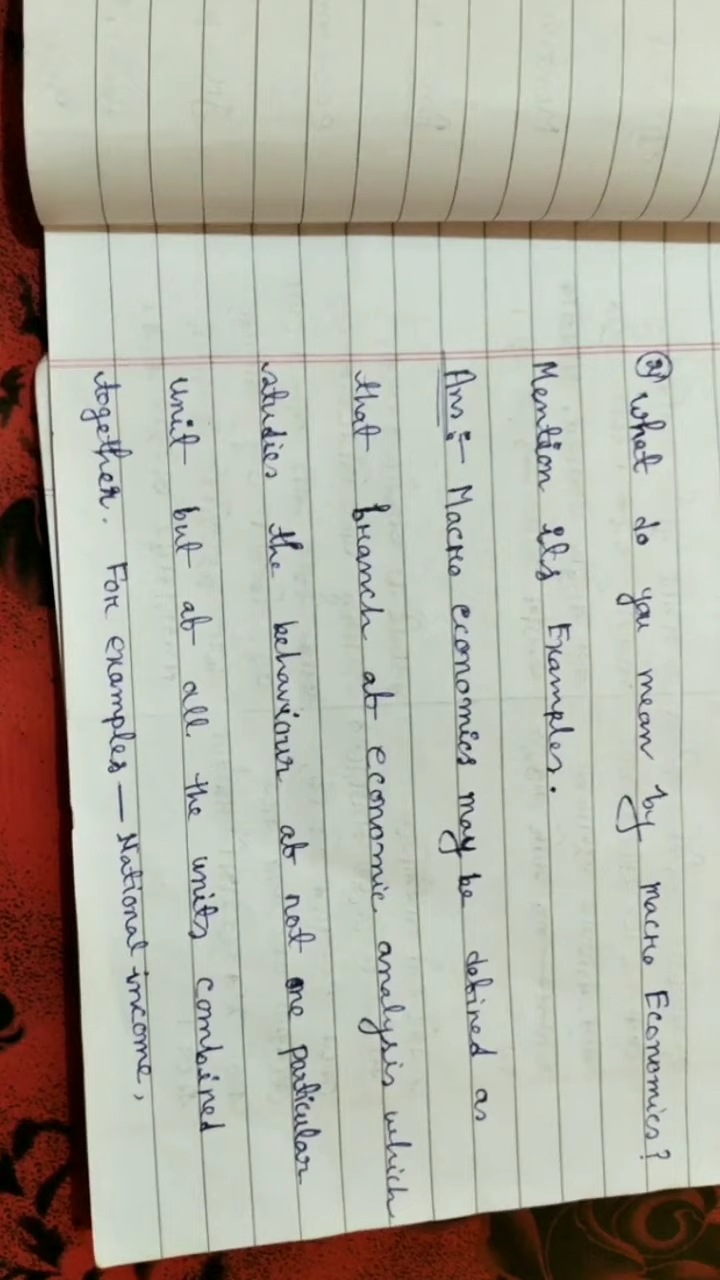 २) What do you mean by macro Economics?
Mention its Examples.
Ans:- Macro economics may be defined as
that branch of economic analysis which
studies the behaviour of not one particular
unit but of all the units combined
together. For examples — National income,